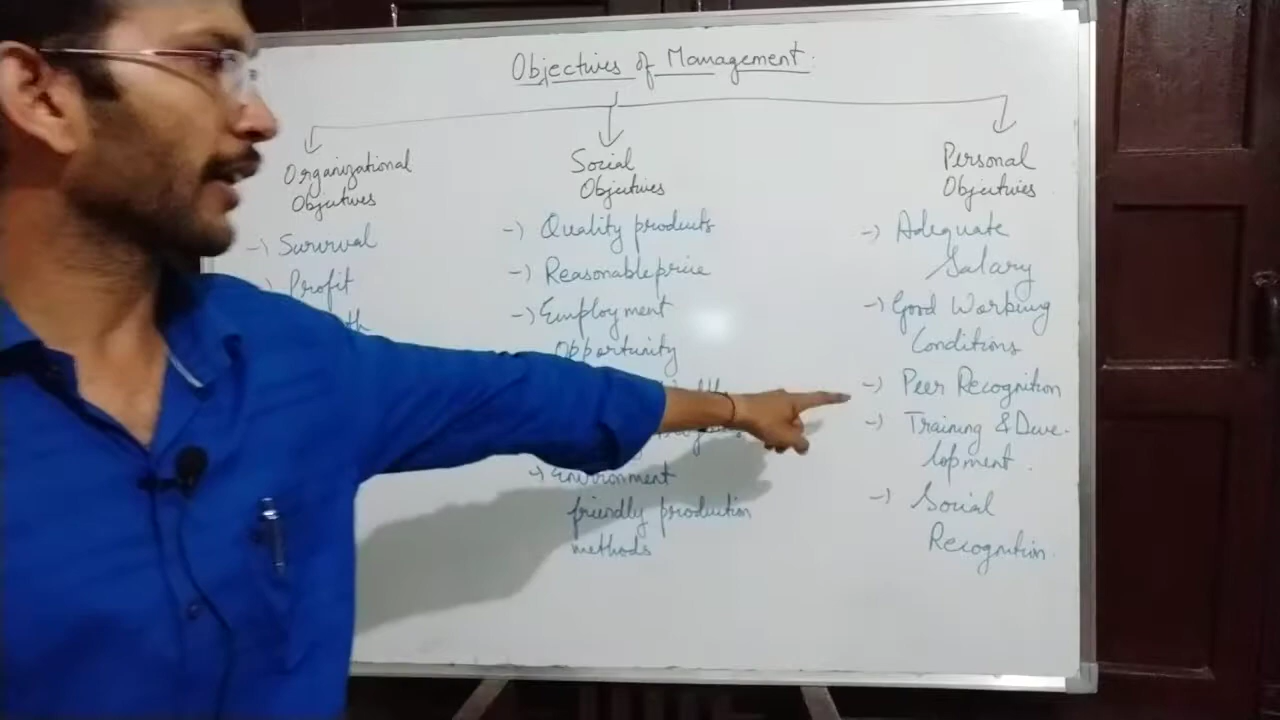 Objectives of Management
Organizational
Objectives
-) Survival
-) Profit
Social
Objectives
-) Quality products
-) Reasonable price
-) Employment
Opportunity
-) Environment
friendly production
methods
Personal
Objectives
-) Adequate
Salary
-) Good Working
Conditions
-) Peer Recognition
-) Training & Deve-
lopment.
-) Social
Recognition.